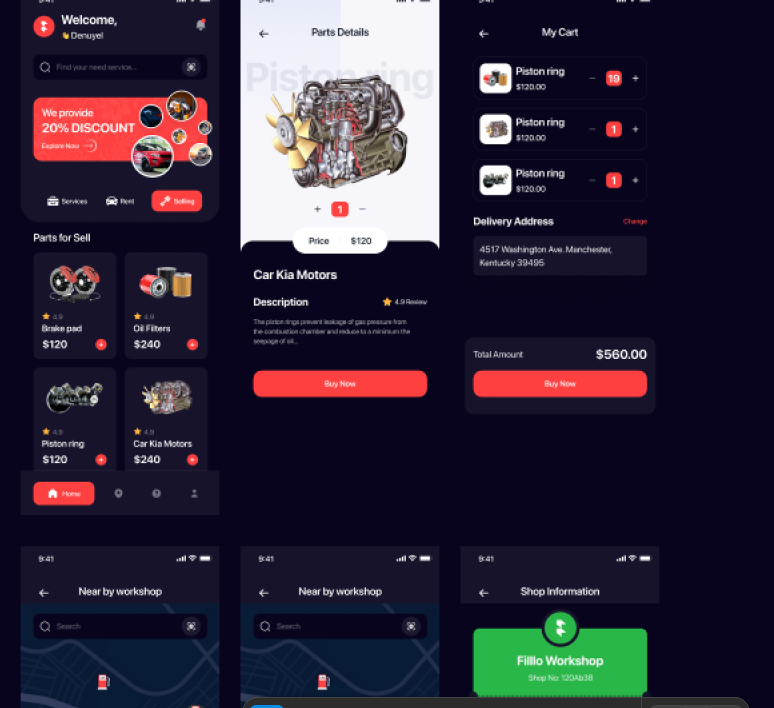 Welcome,
👋 Denuyel
Find your need service...
We provide
20% DISCOUNT
Explore Now
Services
Rent
Selling
Parts for Sell
4.9
Brake pad
$120
4.9
Oil Filters
$240
4.9
Piston ring
$120
4.9
Car Kia Motors
$240
Home
Parts Details
Piston ring
+ 1 −
Price $120
Car Kia Motors
Description
4.9 Review
The piston rings prevent leakage of gas pressure from
the combustion chamber and reduce to a minimum the
seepage of oil...
Buy Now
My Cart
Piston ring
$120.00
− 19 +
Piston ring
$120.00
− 1 +
Piston ring
$120.00
− 1 +
Delivery Address
Change
4517 Washington Ave. Manchester,
Kentucky 39495
Total Amount
$560.00
Buy Now
9:41
Near by workshop
Search
9:41
Near by workshop
Search
9:41
Shop Information
Filllo Workshop
Shop No: 120Ab38